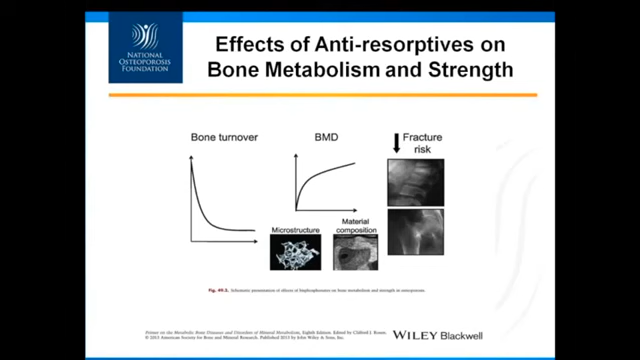 NATIONAL
OSTEOPOROSIS
FOUNDATION
Effects of Anti-resorptives on
Bone Metabolism and Strength
Bone turnover
BMD
Fracture
risk
Microstructure
Material
composition
Fig. 49.3. Schematic presentation of effects of bisphosphonates on bone metabolism and strength in osteoporosis.
Primer on the Metabolic Bone Diseases and Disorders of Mineral Metabolism, Eighth Edition. Edited by Clifford J. Rosen.
© 2013 American Society for Bone and Mineral Research. Published 2013 by John Wiley & Sons, Inc.
WILEY Blackwell